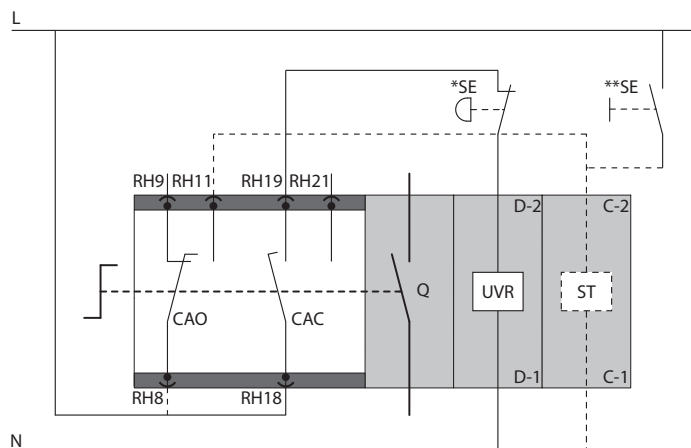 L
*SE
**SE
RH9 RH11 RH19 RH21
D-2
C-2
Q
UVR
ST
CAO
CAC
D-1
C-1
RH8
RH18
N